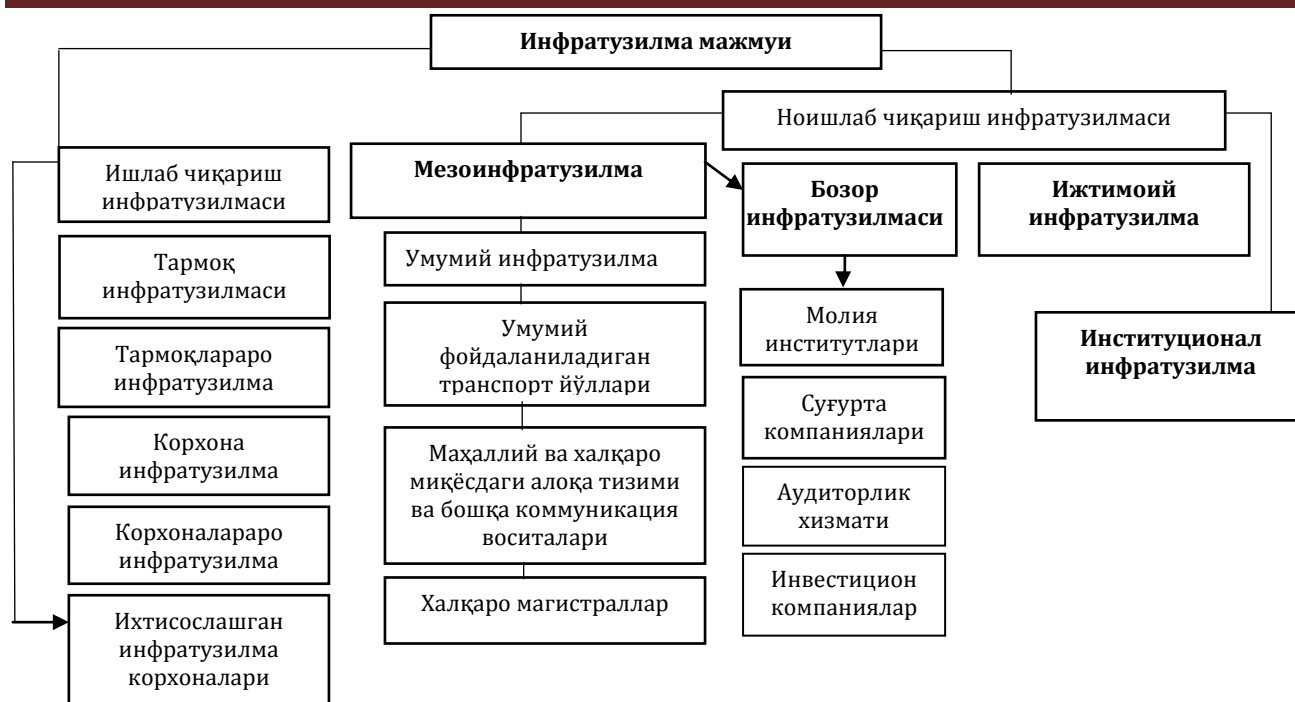 Инфратузилма мажмуи
Ноишлаб чиқариш инфратузилмаси
Ишлаб чиқариш
инфратузилмаси
Тармоқ
инфратузилмаси
Тармоқлараро
инфратузилма
Корхона
инфратузилма
Корхоналараро
инфратузилма
Ихтисослашган
инфратузилма
корхоналари
Мезоинфратузилма
Умумий инфратузилма
Умумий
фойдаланиладиган
транспорт йўллари
Маҳаллий ва халқаро
миқёсдаги алоқа тизими
ва бошқа коммуникация
воситалари
Халқаро магистраллар
Бозор
инфратузилмаси
Молия
институтлари
Суғурта
компаниялари
Аудиторлик
хизмати
Инвестицион
компаниялар
Ижтимоий
инфратузилма
Институционал
инфратузилма